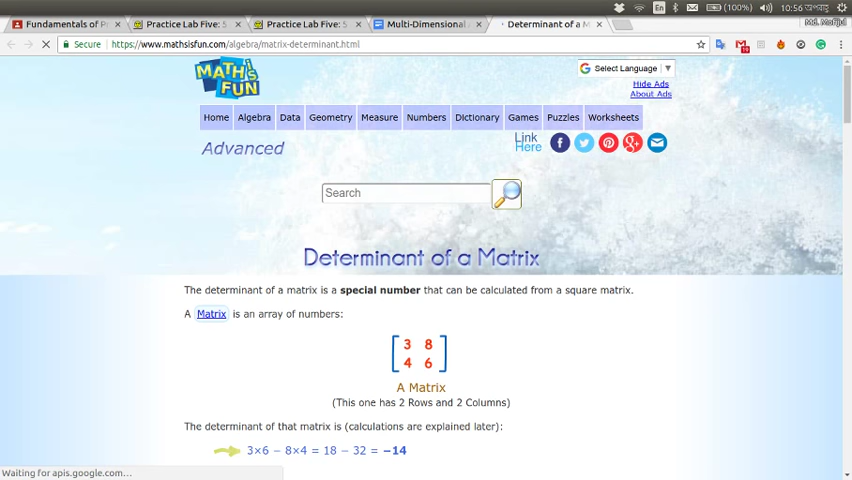 En (100%) 10:56 অপরাহ্ণ
Fundamentals of P Practice Lab Five: 5. Practice Lab Five: 5. Multi-Dimensional A Determinant of a M
Secure https://www.mathsisfun.com/algebra/matrix-determinant.html
MATHS FUN
Select Language ▼
Hide Ads
About Ads
Home Algebra Data Geometry Measure Numbers Dictionary Games Puzzles Worksheets
Advanced
Link
Here
Search
Determinant of a Matrix
The determinant of a matrix is a special number that can be calculated from a square matrix.
A Matrix is an array of numbers:
3 8
4 6
A Matrix
(This one has 2 Rows and 2 Columns)
The determinant of that matrix is (calculations are explained later):
3×6 − 8×4 = 18 − 32 = −14
Waiting for apis.google.com...